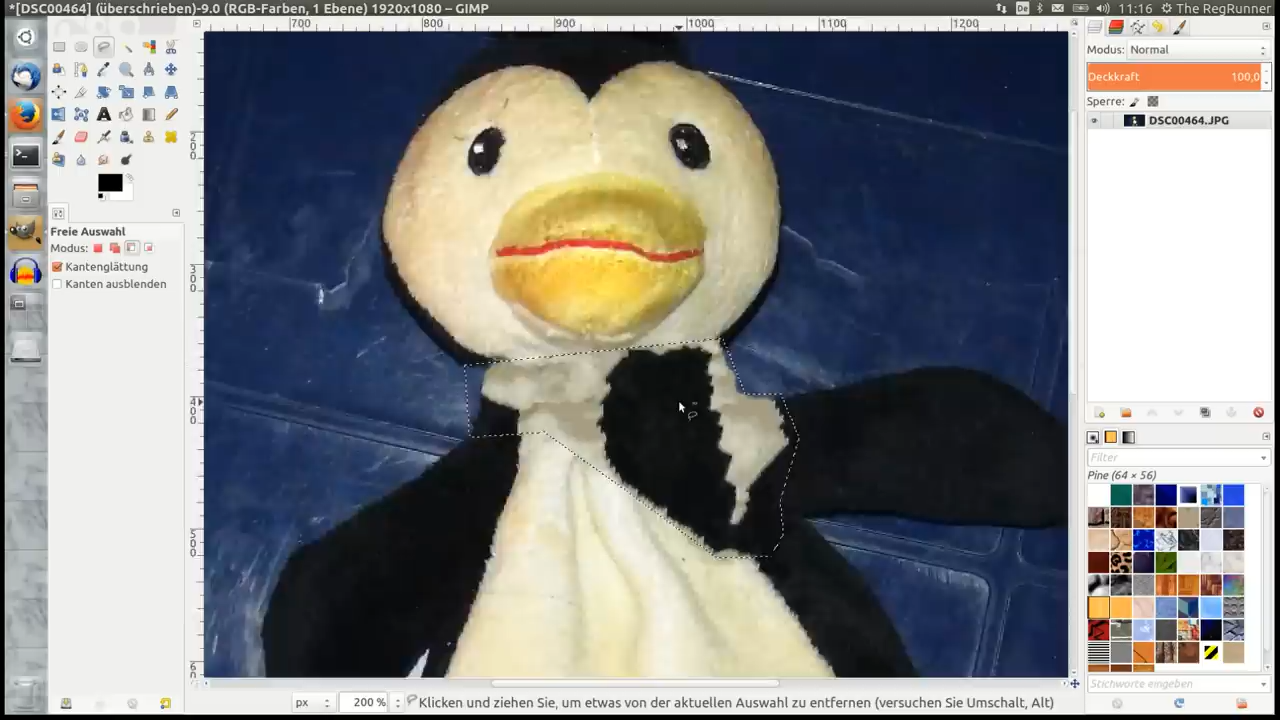 *[DSC00464] (überschrieben)-9.0 (RGB-Farben, 1 Ebene) 1920x1080 – GIMP
De
11:16
The RegRunner
700
800
900
1000
1100
1200
Modus: Normal
Deckkraft 100,0
Sperre:
DSC00464.JPG
Freie Auswahl
Modus:
Kantenglättung
Kanten ausblenden
Filter
Pine (64 × 56)
Stichworte eingeben
px
200 %
Klicken und ziehen Sie, um etwas von der aktuellen Auswahl zu entfernen (versuchen Sie Umschalt, Alt)